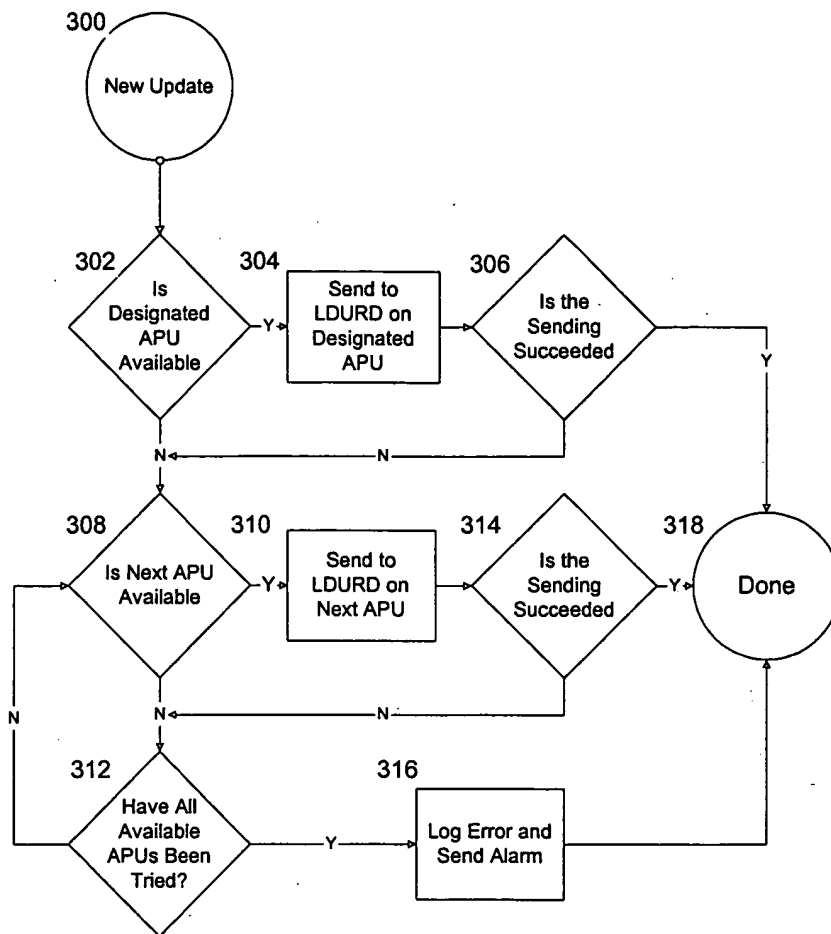 300
New Update
302
Is
Designated
APU
Available
Y
304
Send to
LDURD on
Designated
APU
306
Is the
Sending
Succeeded
Y
N
N
308
Is Next APU
Available
Y
310
Send to
LDURD on
Next APU
314
Is the
Sending
Succeeded
Y
318
Done
N
N
N
312
Have All
Available
APUs Been
Tried?
Y
316
Log Error and
Send Alarm